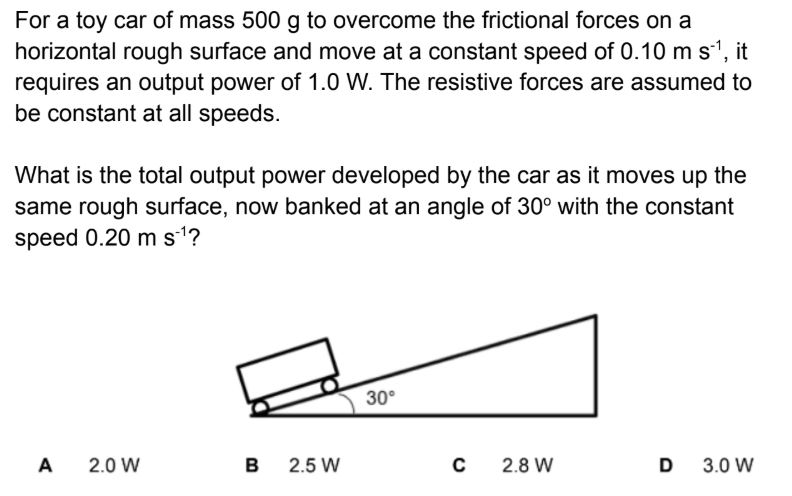 For a toy car of mass 500 g to overcome the frictional forces on a
horizontal rough surface and move at a constant speed of 0.10 m s⁻¹, it
requires an output power of 1.0 W. The resistive forces are assumed to
be constant at all speeds.
What is the total output power developed by the car as it moves up the
same rough surface, now banked at an angle of 30º with the constant
speed 0.20 m s⁻¹?
30°
A 2.0 W B 2.5 W C 2.8 W D 3.0 W